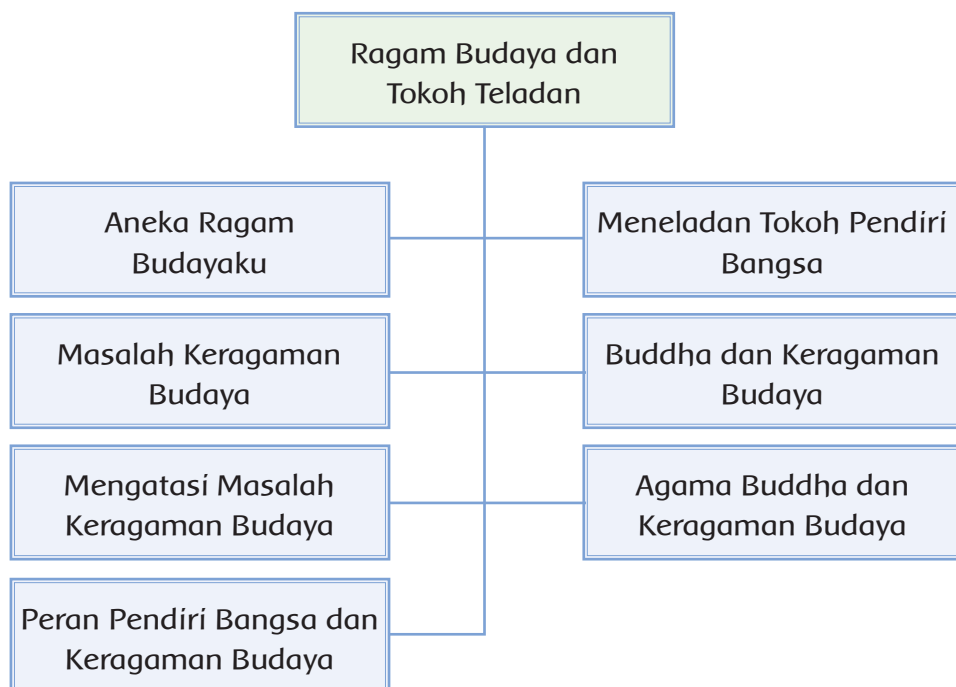 Ragam Budaya dan
Tokoh Teladan
Aneka Ragam
Budayaku
Masalah Keragaman
Budaya
Mengatasi Masalah
Keragaman Budaya
Peran Pendiri Bangsa dan
Keragaman Budaya
Meneladan Tokoh Pendiri
Bangsa
Buddha dan Keragaman
Budaya
Agama Buddha dan
Keragaman Budaya